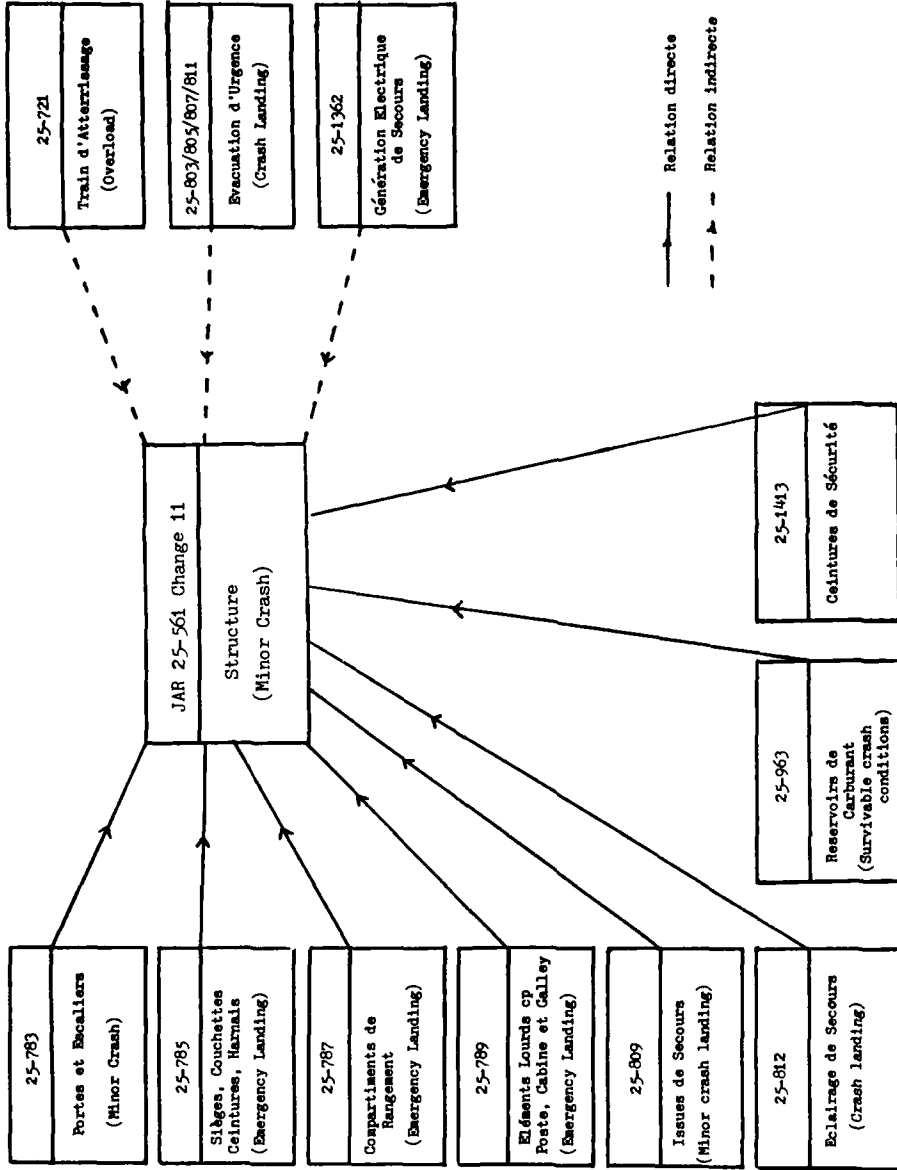 25-783
Portes et Escaliers
(Minor Crash)
25-785
Sièges, Couchettes
Ceintures, Harnais
(Emergency Landing)
25-787
Compartiments de
Rangement
(Emergency Landing)
25-789
Eléments Lourds cp
Poste, Cabine et Galley
(Emergency Landing)
25-809
Issues de Secours
(Minor crash landing)
25-812
Eclairage de Secours
(Crash landing)
JAR 25-561 Change 11
Structure
(Minor Crash)
25-963
Reservoirs de
Carburant
(Survivable crash
conditions)
25-1413
Ceintures de Sécurité
25-721
Train d'Atterrissage
(Overload)
25-803/805/807/811
Evacuation d'Urgence
(Crash Landing)
25-1362
Génération Electrique
de Secours
(Emergency Landing)
Relation directe
Relation indirecte